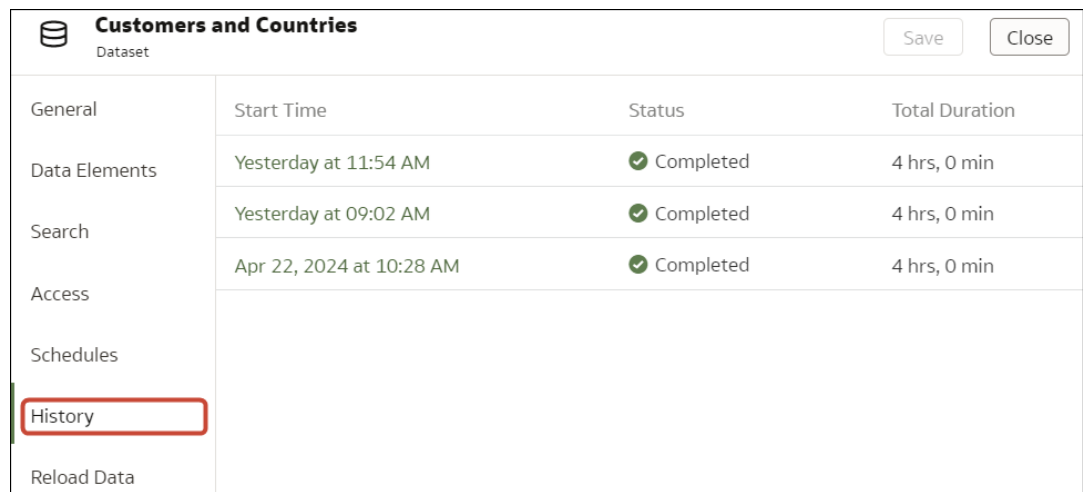 Customers and Countries
Dataset
Save
Close
General
Data Elements
Search
Access
Schedules
History
Reload Data
Start Time Status Total Duration
Yesterday at 11:54 AM Completed 4 hrs, 0 min
Yesterday at 09:02 AM Completed 4 hrs, 0 min
Apr 22, 2024 at 10:28 AM Completed 4 hrs, 0 min